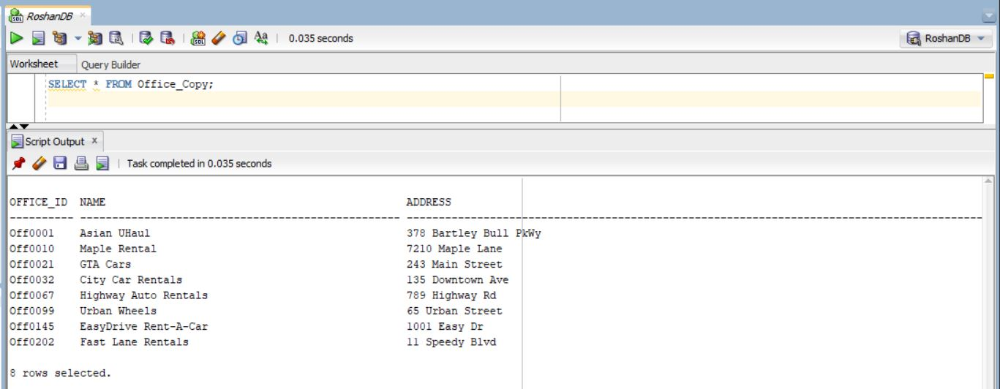 RoshanDB
0.035 seconds
RoshanDB
Worksheet Query Builder
SELECT * FROM Office_Copy;
Script Output x
Task completed in 0.035 seconds
OFFICE_ID NAME ADDRESS
Off0001 Asian UHaul 378 Bartley Bull PkWy
Off0010 Maple Rental 7210 Maple Lane
Off0021 GTA Cars 243 Main Street
Off0032 City Car Rentals 135 Downtown Ave
Off0067 Highway Auto Rentals 789 Highway Rd
Off0099 Urban Wheels 65 Urban Street
Off0145 EasyDrive Rent-A-Car 1001 Easy Dr
Off0202 Fast Lane Rentals 11 Speedy Blvd
8 rows selected.